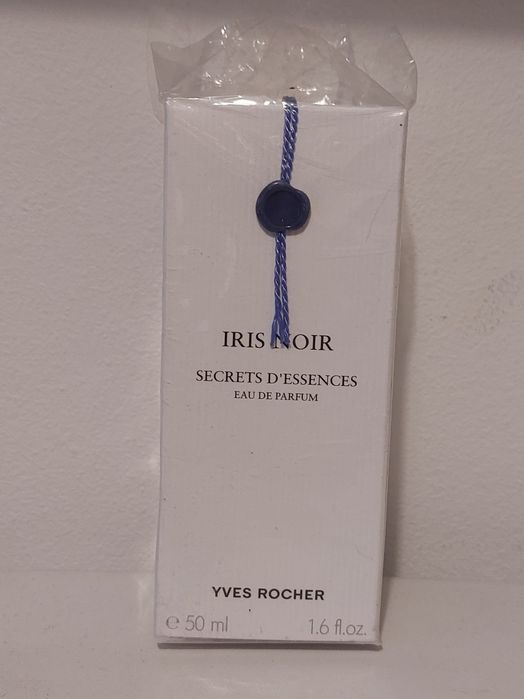 IRIS NOIR
SECRETS D'ESSENCES
EAU DE PARFUM
YVES ROCHER
℮ 50 ml 1.6 fl.oz.